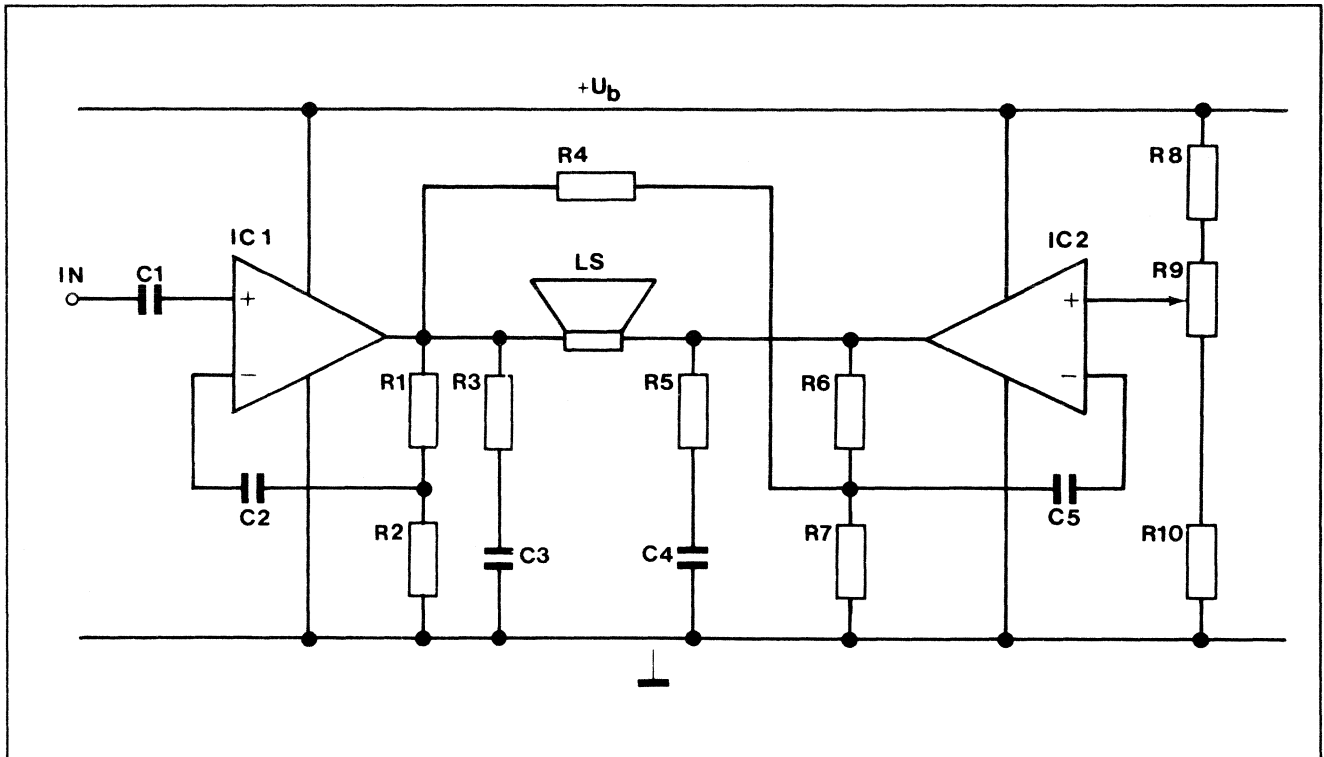 +Ub
R4
R8
IC1
LS
IC2
IN
C1
R9
+
+
R1
R3
R5
R6
−
−
C2
R2
C3
C4
R7
C5
R10